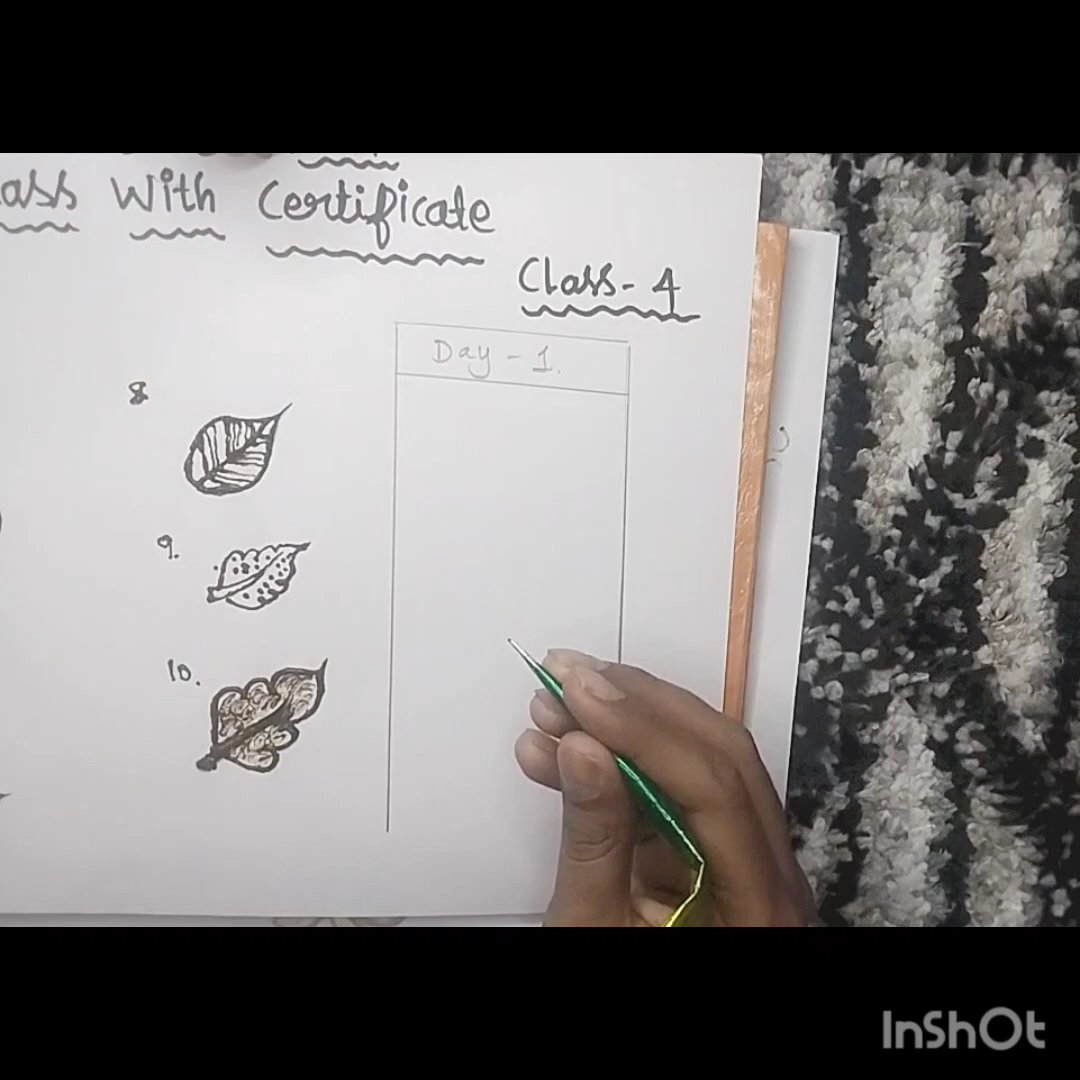 ass With Certificate
Class-4
Day - 1.
8
9.
10.
InShOt